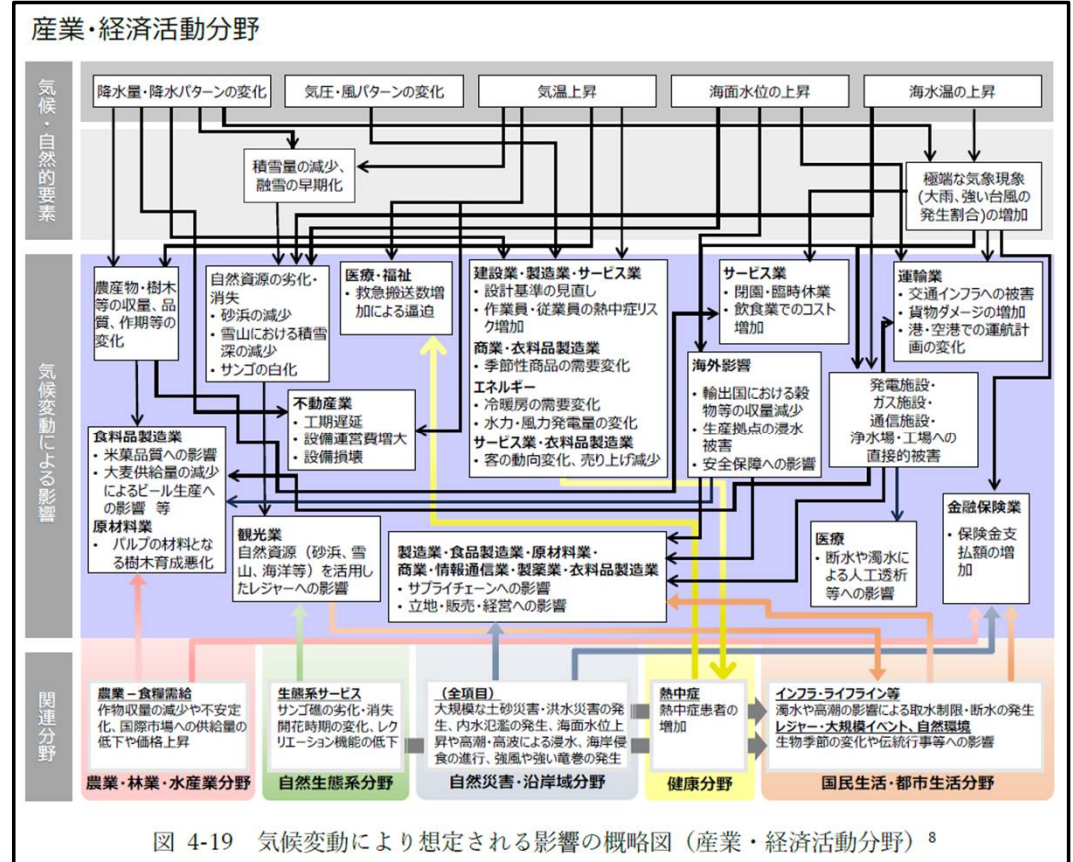 産業・経済活動分野
気候・自然的要素
降水量・降水パターンの変化
気圧・風パターンの変化
気温上昇
海面水位の上昇
海水温の上昇
積雪量の減少、
融雪の早期化
極端な気象現象
(大雨、強い台風の
発生割合)の増加
気候変動による影響
農産物・樹木
等の収量、品
質、作期等の
変化
自然資源の劣化・
消失
・ 砂浜の減少
・ 雪山における積雪
深の減少
・ サンゴの白化
医療・福祉
・ 救急搬送数増
加による逼迫
建設業・製造業・サービス業
・ 設計基準の見直し
・ 作業員・従業員の熱中症リス
ク増加
商業・衣料品製造業
・ 季節性商品の需要変化
エネルギー
・ 冷暖房の需要変化
・ 水力・風力発電量の変化
サービス業・衣料品製造業
・ 客の動向変化、売り上げ減少
サービス業
・ 閉園・臨時休業
・ 飲食業でのコスト
増加
運輸業
・ 交通インフラへの被害
・ 貨物ダメージの増加
・ 港・空港での運航計
画の変化
不動産業
・ 工期遅延
・ 設備運営費増大
・ 設備損壊
海外影響
・ 輸出国における穀
物等の収量減少
・ 生産拠点の浸水
被害
・ 安全保障への影響
発電施設・
ガス施設・
通信施設・
浄水場・工場への
直接的被害
食料品製造業
・ 米菓品質への影響
・ 大麦供給量の減少
によるビール生産へ
の影響 等
原材料業
・ パルプの材料とな
る樹木育成悪化
観光業
自然資源（砂浜、雪
山、海洋等）を活用し
たレジャーへの影響
製造業・食品製造業・原材料業・
商業・情報通信業・製薬業・衣料品製造業
・ サプライチェーンへの影響
・ 立地・販売・経営への影響
医療
・ 断水や濁水に
よる人工透析
等への影響
金融保険業
・ 保険金支
払額の増
加
関連分野
農業－食糧需給
作物収量の減少や不安定
化、国際市場への供給量の
低下や価格上昇
農業・林業・水産業分野
生態系サービス
サンゴ礁の劣化・消失
開花時期の変化、レク
リエーション機能の低下
自然生態系分野
（全項目）
大規模な土砂災害・洪水災害の発
生、内水氾濫の発生、海面水位上
昇や高潮・高波による浸水、海岸侵
食の進行、強風や強い竜巻の発生
自然災害・沿岸域分野
熱中症
熱中症患者の
増加
健康分野
インフラ・ライフライン等
濁水や渇水の影響による取水制限・断水の発生
レジャー・大規模イベント、自然環境
生物季節の変化や伝統行事等への影響
国民生活・都市生活分野
図 4-19 気候変動により想定される影響の概略図（産業・経済活動分野）8